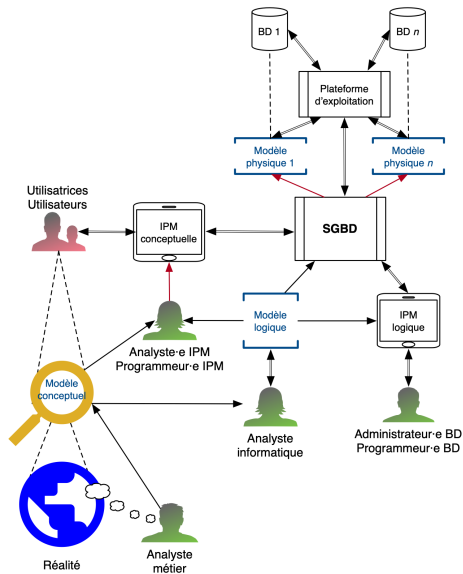 BD 1
BD n
Plateforme
d'exploitation
Modèle
physique 1
Modèle
physique n
Utilisatrices
Utilisateurs
IPM
conceptuelle
SGBD
Modèle
logique
IPM
logique
Analyste·e IPM
Programmeur·e IPM
Modèle
conceptuel
Analyste
informatique
Administrateur·e BD
Programmeur·e BD
Réalité
Analyste
métier